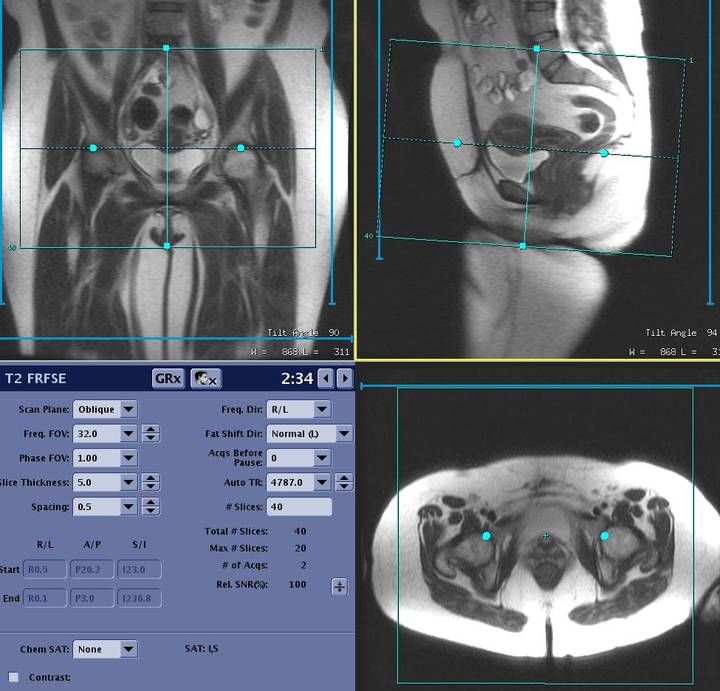 1
40
Tilt Angle 90
W = 868 L = 311
1
40
Tilt Angle 94
W = 868 L =
T2 FRFSE GRx 2:34
Scan Plane: Oblique Freq. Dir: R/L
Freq. FOV: 32.0 Fat Shift Dir: Normal (L)
Phase FOV: 1.00 Acqs Before Pause: 0
Slice Thickness: 5.0 Auto TR: 4787.0
Spacing: 0.5 # Slices: 40
Total # Slices: 40
R/L A/P S/I Max # Slices: 20
# of Acqs: 2
Start R0.5 P20.2 I23.0 Rel. SNR(%): 100
End R0.1 P3.0 I236.8
Chem SAT: None SAT: I,S
Contrast: